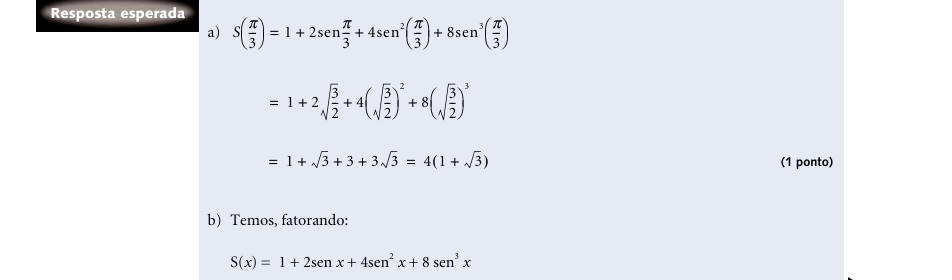 Resposta esperada
a) S(π/3) = 1 + 2sen π/3 + 4sen²(π/3) + 8sen³(π/3)
= 1 + 2√(3/2) + 4(√(3/2))² + 8(√(3/2))³
= 1 + √3 + 3 + 3√3 = 4(1 + √3) (1 ponto)
b) Temos, fatorando:
S(x) = 1 + 2sen x + 4sen² x + 8 sen³ x